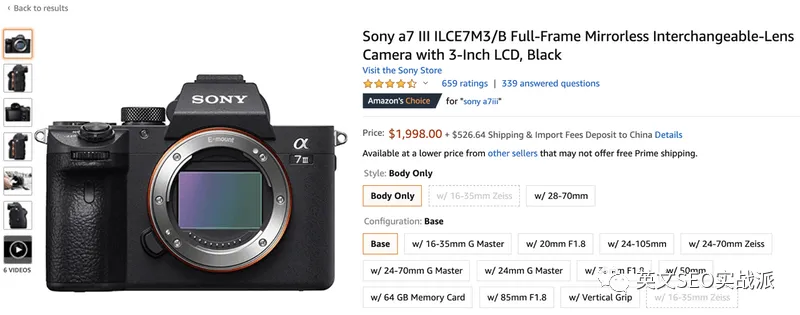 ‹ Back to results
Sony a7 III ILCE7M3/B Full-Frame Mirrorless Interchangeable-Lens
Camera with 3-Inch LCD, Black
Visit the Sony Store
659 ratings | 339 answered questions
Amazon's Choice for "sony a7iii"
Price: $1,998.00 + $526.64 Shipping & Import Fees Deposit to China Details
Available at a lower price from other sellers that may not offer free Prime shipping.
Style: Body Only
Body Only w/ 16-35mm Zeiss w/ 28-70mm
Configuration: Base
Base w/ 16-35mm G Master w/ 20mm F1.8 w/ 24-105mm w/ 24-70mm Zeiss
w/ 24-70mm G Master w/ 24mm G Master w/ F1.8 w/ 50mm
w/ 64 GB Memory Card w/ 85mm F1.8 w/ Vertical Grip w/ 16-35mm Zeiss
英文SEO实战派
SONY
E-mount
α
7III
6 VIDEOS